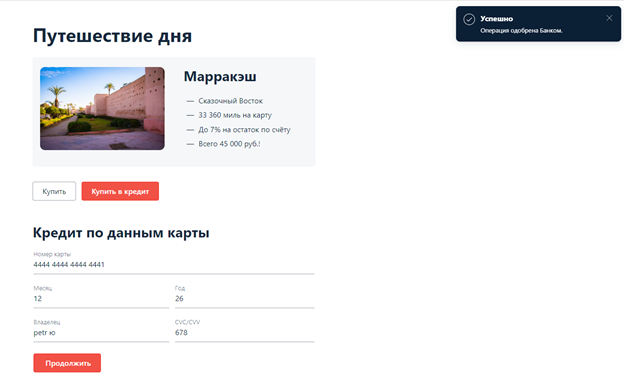 Успешно
Операция одобрена Банком.
Путешествие дня
Марракэш
— Сказочный Восток
— 33 360 миль на карту
— До 7% на остаток по счёту
— Всего 45 000 руб.!
Купить Купить в кредит
Кредит по данным карты
Номер карты
4444 4444 4444 4441
Месяц Год
12 26
Владелец CVC/CVV
petr ю 678
Продолжить